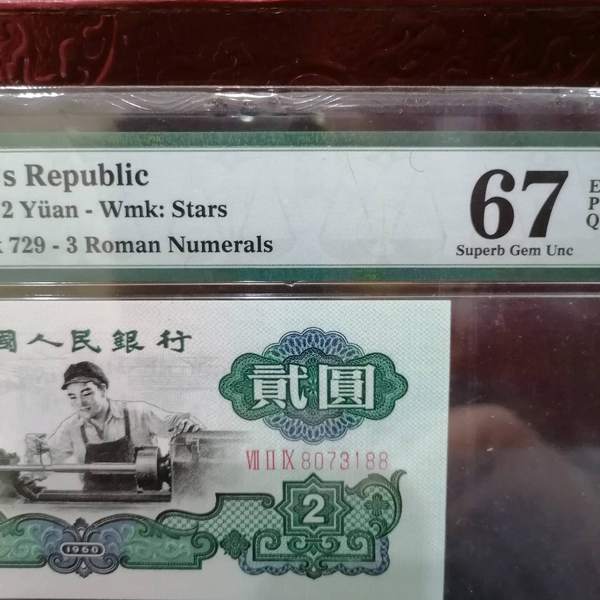 s Republic
2 Yüan - Wmk: Stars
729 - 3 Roman Numerals
67
E
P
Q
Superb Gem Unc
國人民銀行
貳圓
VII II IX 8073188
2
1960